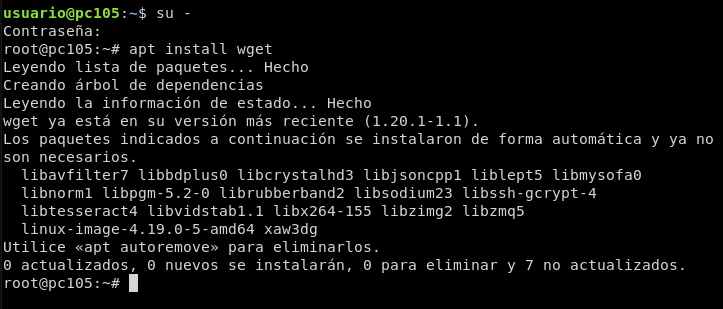 usuario@pc105:~$ su -
Contraseña:
root@pc105:~# apt install wget
Leyendo lista de paquetes... Hecho
Creando árbol de dependencias
Leyendo la información de estado... Hecho
wget ya está en su versión más reciente (1.20.1-1.1).
Los paquetes indicados a continuación se instalaron de forma automática y ya no
son necesarios.
  libavfilter7 libbdplus0 libcrystalhd3 libjsoncpp1 liblept5 libmysofa0
  libnorm1 libpgm-5.2-0 librubberband2 libsodium23 libssh-gcrypt-4
  libtesseract4 libvidstab1.1 libx264-155 libzimg2 libzmq5
  linux-image-4.19.0-5-amd64 xaw3dg
Utilice «apt autoremove» para eliminarlos.
0 actualizados, 0 nuevos se instalarán, 0 para eliminar y 7 no actualizados.
root@pc105:~#